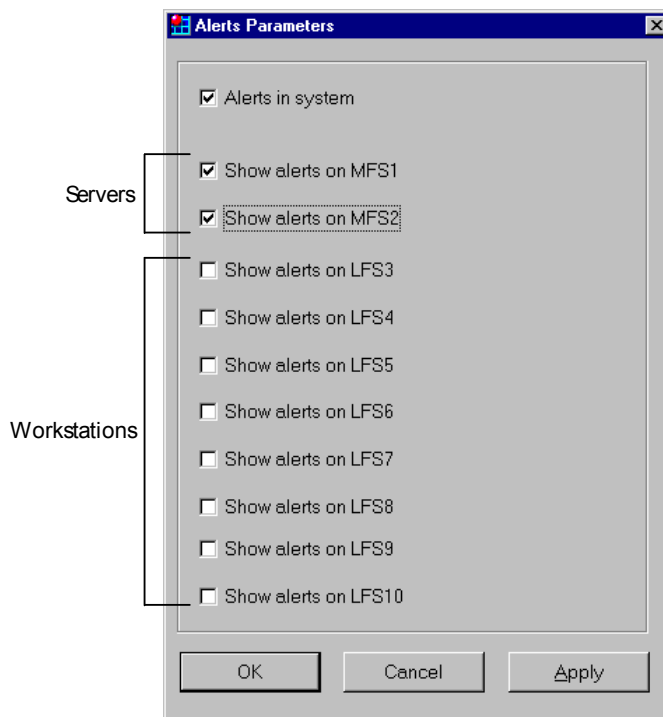 Alerts Parameters
Alerts in system
Servers
Show alerts on MFS1
Show alerts on MFS2
Workstations
Show alerts on LFS3
Show alerts on LFS4
Show alerts on LFS5
Show alerts on LFS6
Show alerts on LFS7
Show alerts on LFS8
Show alerts on LFS9
Show alerts on LFS10
OK
Cancel
Apply